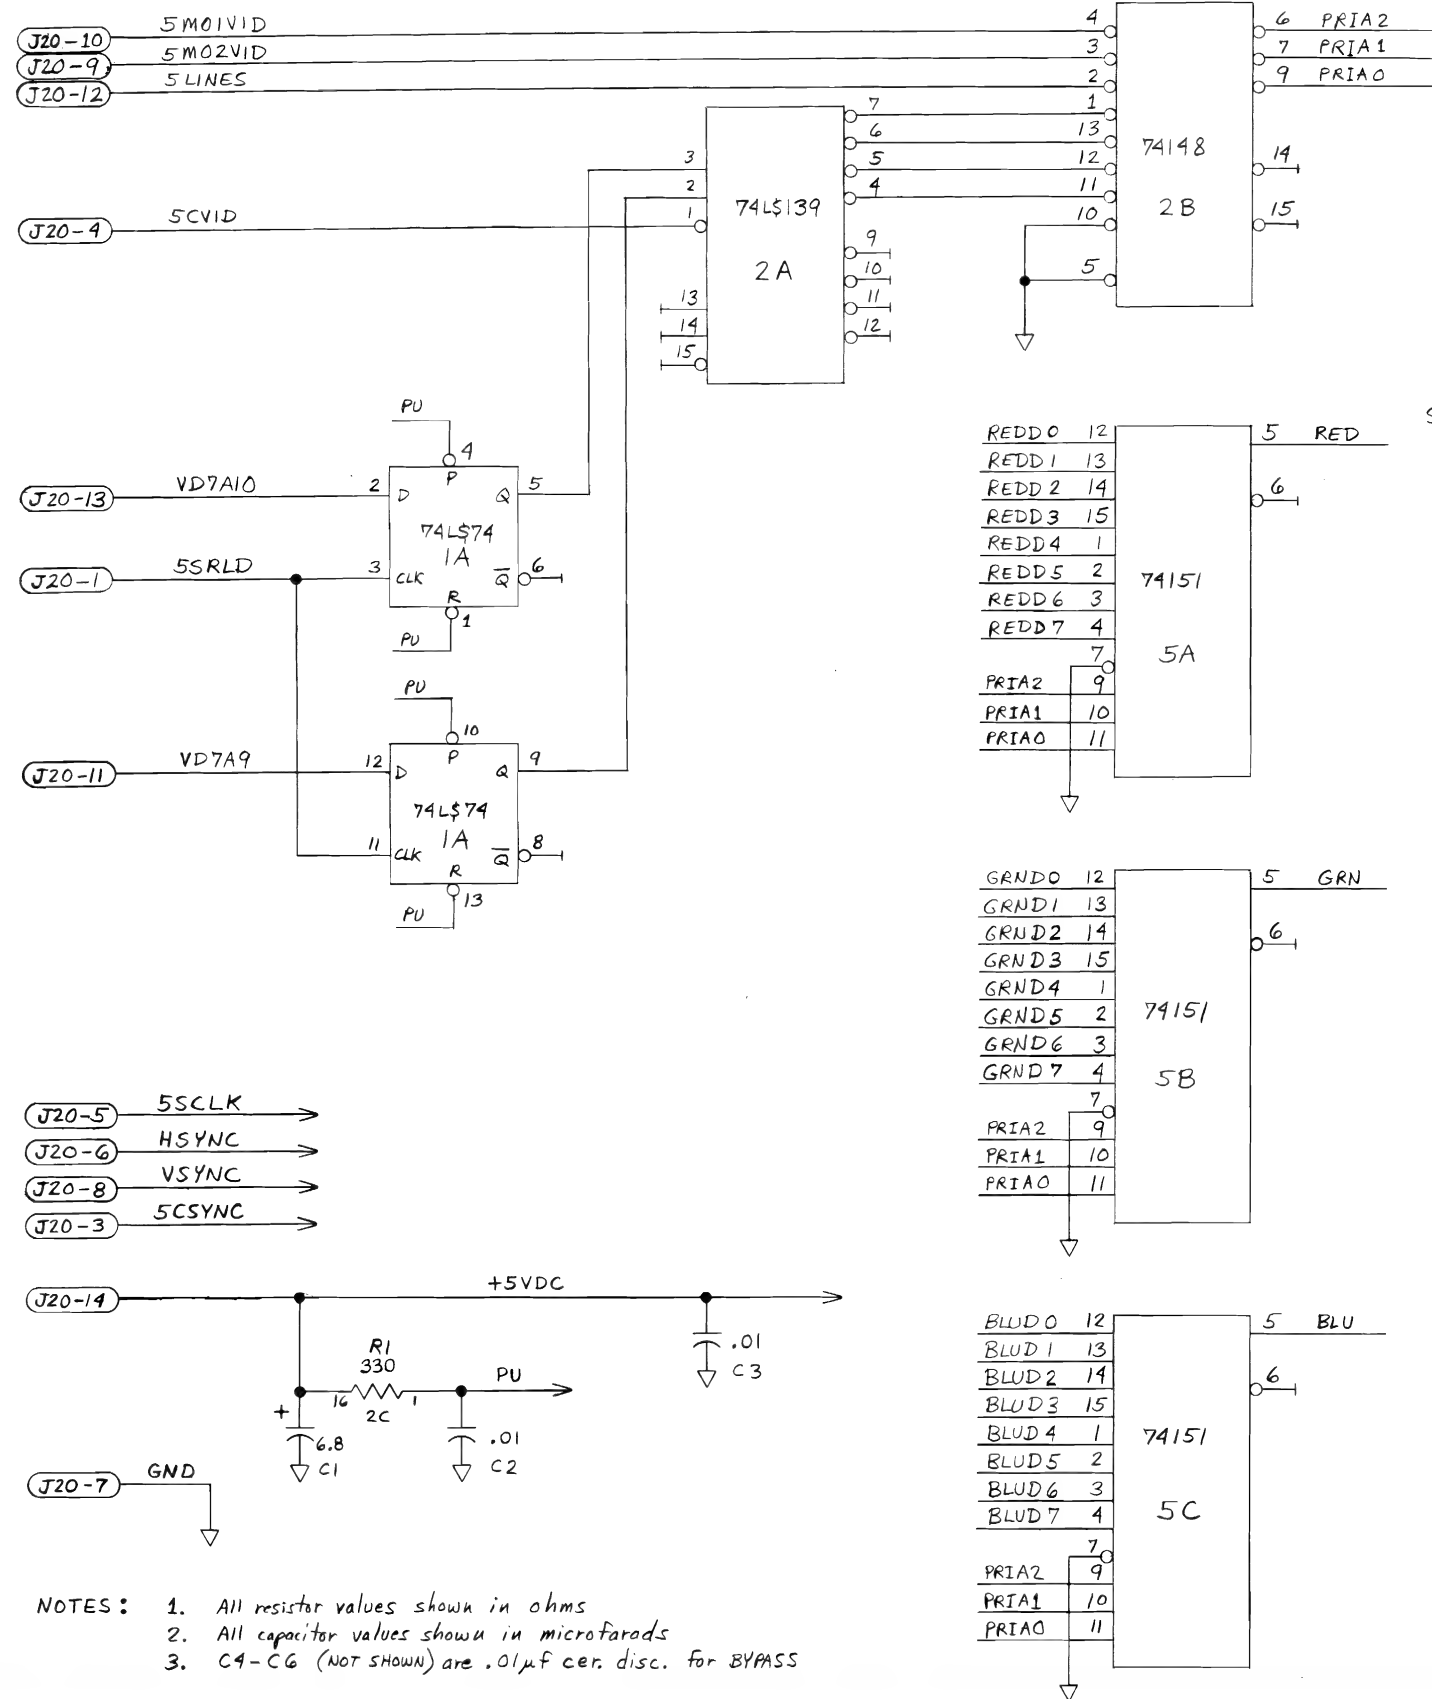 J20-10 5MO1VID 4 6 PRIA2
J20-9 5MO2VID 3 7 PRIA1
J20-12 5LINES 2 9 PRIA0
7 1
6 13
5 12
4 11
10
5
74148
2B
14
15
3
2
J20-4 5CVID 1
74LS139
2A
9
10
11
12
13
14
15
PU
4
J20-13 VD7A10 2 D P Q 5
74LS74
1A
J20-1 5SRLD 3 CLK Q 6
R
1
PU
PU
10
J20-11 VD7A9 12 D P Q 9
74LS74
1A
11 CLK Q 8
R
13
PU
REDD0 12 5 RED
REDD1 13
REDD2 14 6
REDD3 15
REDD4 1
REDD5 2
REDD6 3
REDD7 4
74151
5A
7
PRIA2 9
PRIA1 10
PRIA0 11
GRND0 12 5 GRN
GRND1 13
GRND2 14 6
GRND3 15
GRND4 1
GRND5 2
GRND6 3
GRND7 4
74151
5B
7
PRIA2 9
PRIA1 10
PRIA0 11
J20-5 5SCLK
J20-6 HSYNC
J20-8 VSYNC
J20-3 5CSYNC
J20-14 +5VDC
R1
330
16 1
2C
PU
+
6.8
C1
.01
C2
.01
C3
J20-7 GND
BLUD0 12 5 BLU
BLUD1 13
BLUD2 14 6
BLUD3 15
BLUD4 1
BLUD5 2
BLUD6 3
BLUD7 4
74151
5C
7
PRIA2 9
PRIA1 10
PRIA0 11
NOTES: 1. All resistor values shown in ohms
2. All capacitor values shown in microfarads
3. C4-C6 (NOT SHOWN) are .01µf cer. disc. for BYPASS